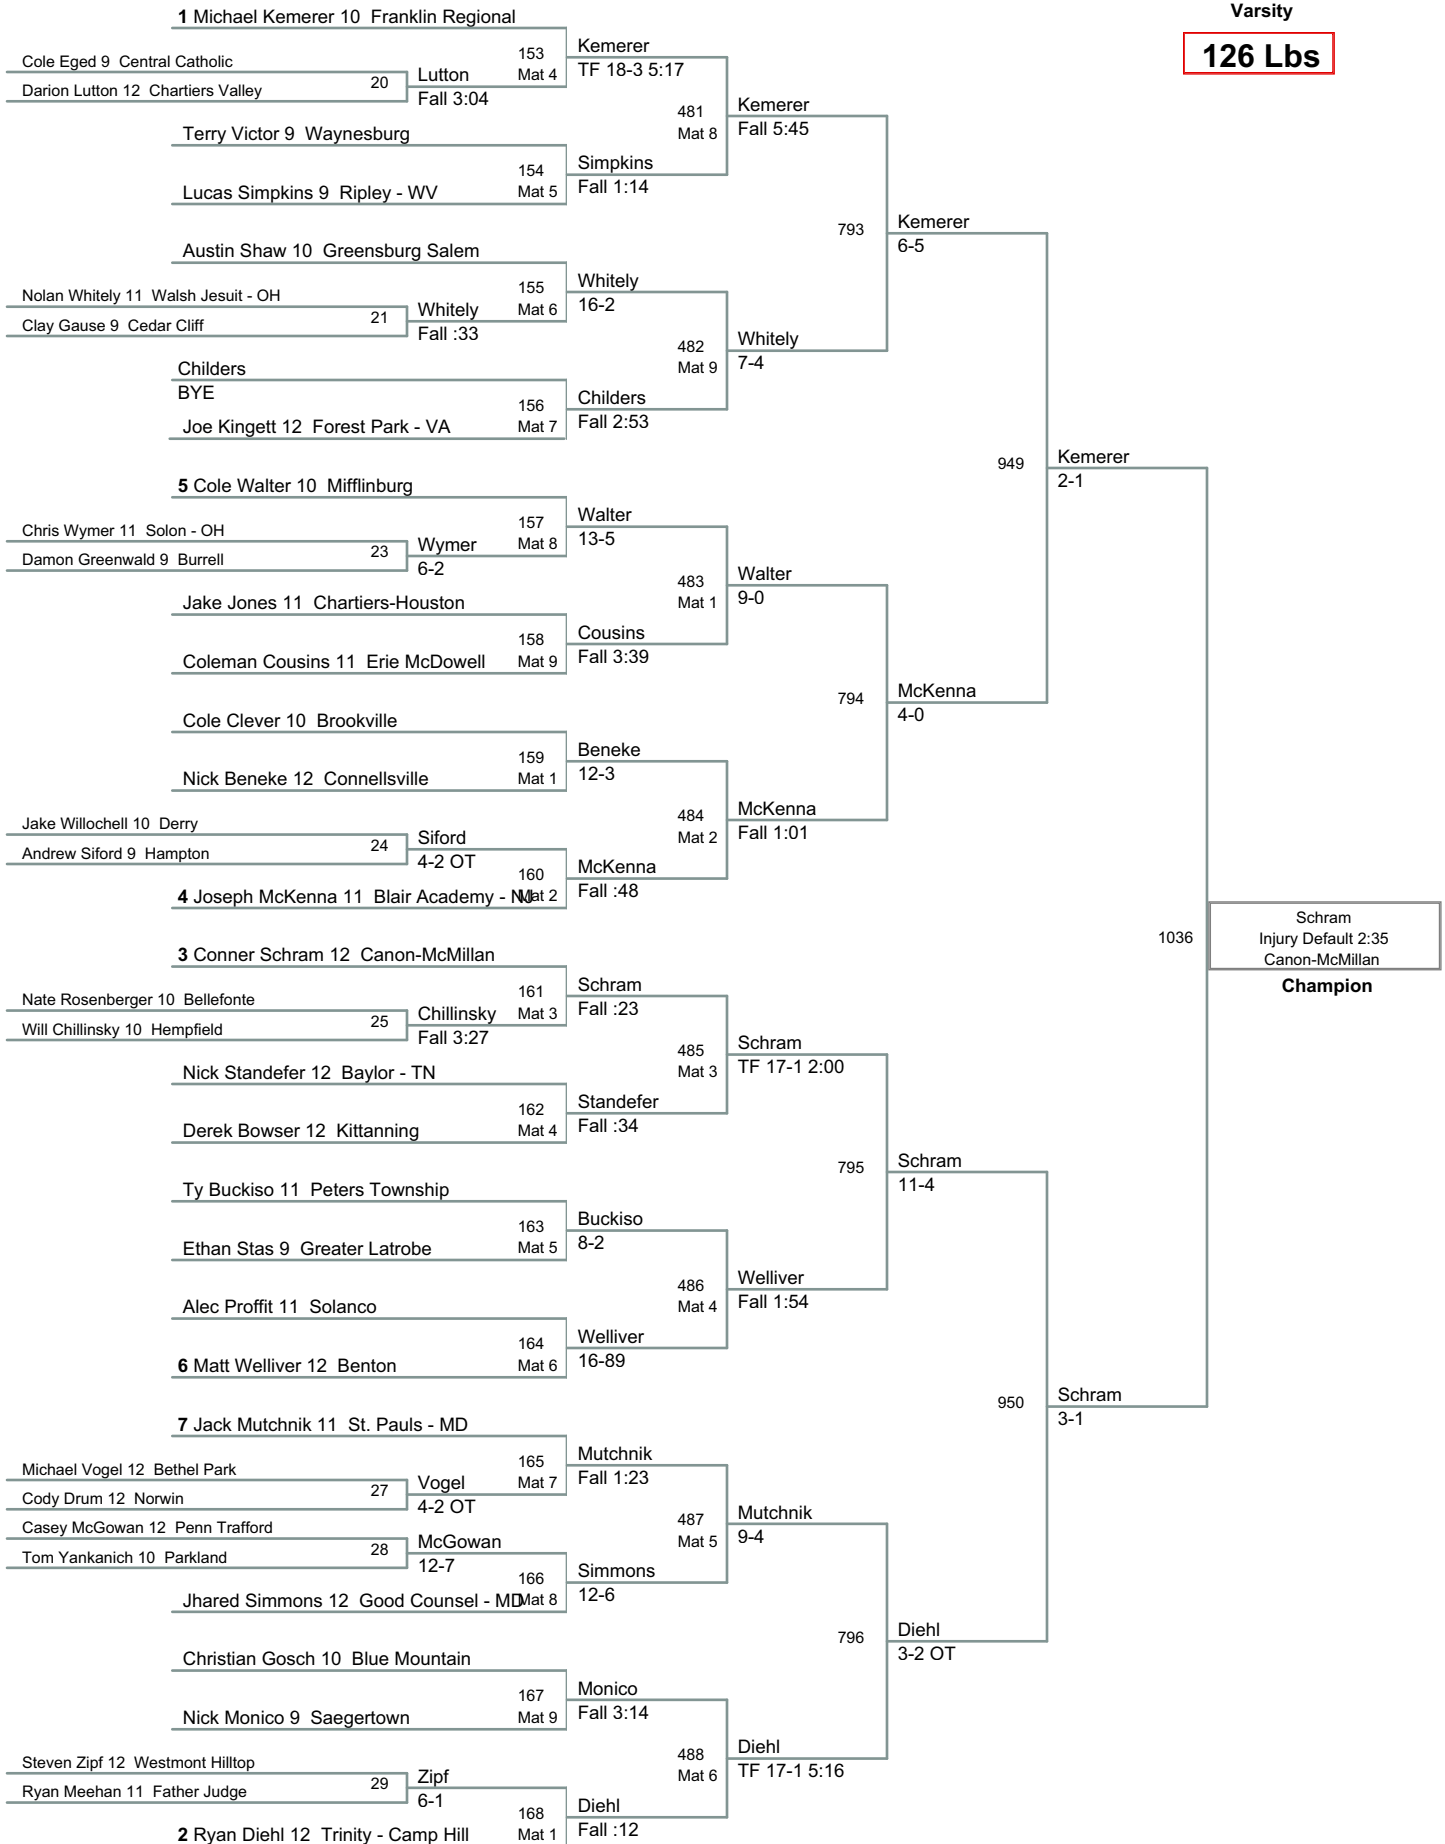 Varsity
126 Lbs
1 Michael Kemerer 10 Franklin Regional
153
Mat 4
Kemerer
TF 18-3 5:17
Cole Eged 9 Central Catholic
Darion Lutton 12 Chartiers Valley
20
Lutton
Fall 3:04
481
Mat 8
Kemerer
Fall 5:45
Terry Victor 9 Waynesburg
154
Mat 5
Simpkins
Fall 1:14
Lucas Simpkins 9 Ripley - WV
793
Kemerer
6-5
Austin Shaw 10 Greensburg Salem
155
Mat 6
Whitely
16-2
Nolan Whitely 11 Walsh Jesuit - OH
Clay Gause 9 Cedar Cliff
21
Whitely
Fall :33
482
Mat 9
Whitely
7-4
Childers
BYE
156
Mat 7
Childers
Fall 2:53
Joe Kingett 12 Forest Park - VA
949
Kemerer
2-1
5 Cole Walter 10 Mifflinburg
157
Mat 8
Walter
13-5
Chris Wymer 11 Solon - OH
Damon Greenwald 9 Burrell
23
Wymer
6-2
483
Mat 1
Walter
9-0
Jake Jones 11 Chartiers-Houston
158
Mat 9
Cousins
Fall 3:39
Coleman Cousins 11 Erie McDowell
794
McKenna
4-0
Cole Clever 10 Brookville
159
Mat 1
Beneke
12-3
Nick Beneke 12 Connellsville
484
Mat 2
McKenna
Fall 1:01
Jake Willochell 10 Derry
Andrew Siford 9 Hampton
24
Siford
4-2 OT
160
Mat 2
McKenna
Fall :48
4 Joseph McKenna 11 Blair Academy - NJ
1036
Schram
Injury Default 2:35
Canon-McMillan
Champion
3 Conner Schram 12 Canon-McMillan
161
Mat 3
Schram
Fall :23
Nate Rosenberger 10 Bellefonte
Will Chillinsky 10 Hempfield
25
Chillinsky
Fall 3:27
485
Mat 3
Schram
TF 17-1 2:00
Nick Standefer 12 Baylor - TN
162
Mat 4
Standefer
Fall :34
Derek Bowser 12 Kittanning
795
Schram
11-4
Ty Buckiso 11 Peters Township
163
Mat 5
Buckiso
8-2
Ethan Stas 9 Greater Latrobe
486
Mat 4
Welliver
Fall 1:54
Alec Proffit 11 Solanco
164
Mat 6
Welliver
16-89
6 Matt Welliver 12 Benton
950
Schram
3-1
7 Jack Mutchnik 11 St. Pauls - MD
165
Mat 7
Mutchnik
Fall 1:23
Michael Vogel 12 Bethel Park
Cody Drum 12 Norwin
27
Vogel
4-2 OT
487
Mat 5
Mutchnik
9-4
Casey McGowan 12 Penn Trafford
Tom Yankanich 10 Parkland
28
McGowan
12-7
166
Mat 8
Simmons
12-6
Jhared Simmons 12 Good Counsel - MD
796
Diehl
3-2 OT
Christian Gosch 10 Blue Mountain
167
Mat 9
Monico
Fall 3:14
Nick Monico 9 Saegertown
488
Mat 6
Diehl
TF 17-1 5:16
Steven Zipf 12 Westmont Hilltop
Ryan Meehan 11 Father Judge
29
Zipf
6-1
168
Mat 1
Diehl
Fall :12
2 Ryan Diehl 12 Trinity - Camp Hill